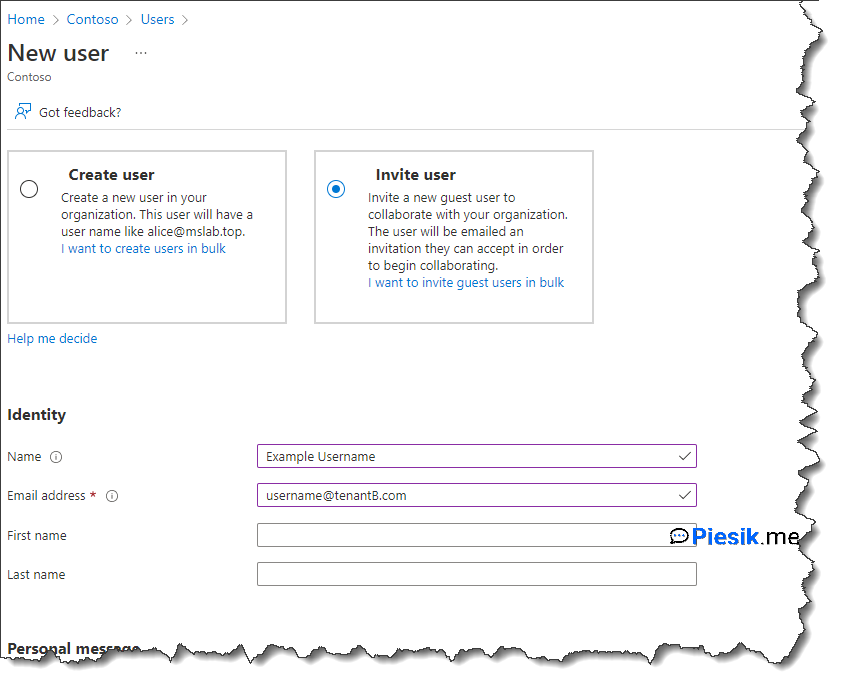 Home > Contoso > Users >
New user ...
Contoso
Got feedback?
Create user
Create a new user in your
organization. This user will have a
user name like alice@mslab.top.
I want to create users in bulk
Invite user
Invite a new guest user to
collaborate with your organization.
The user will be emailed an
invitation they can accept in order
to begin collaborating.
I want to invite guest users in bulk
Help me decide
Identity
Name
Example Username
Email address *
username@tenantB.com
First name
Piesik.me
Last name
Personal message